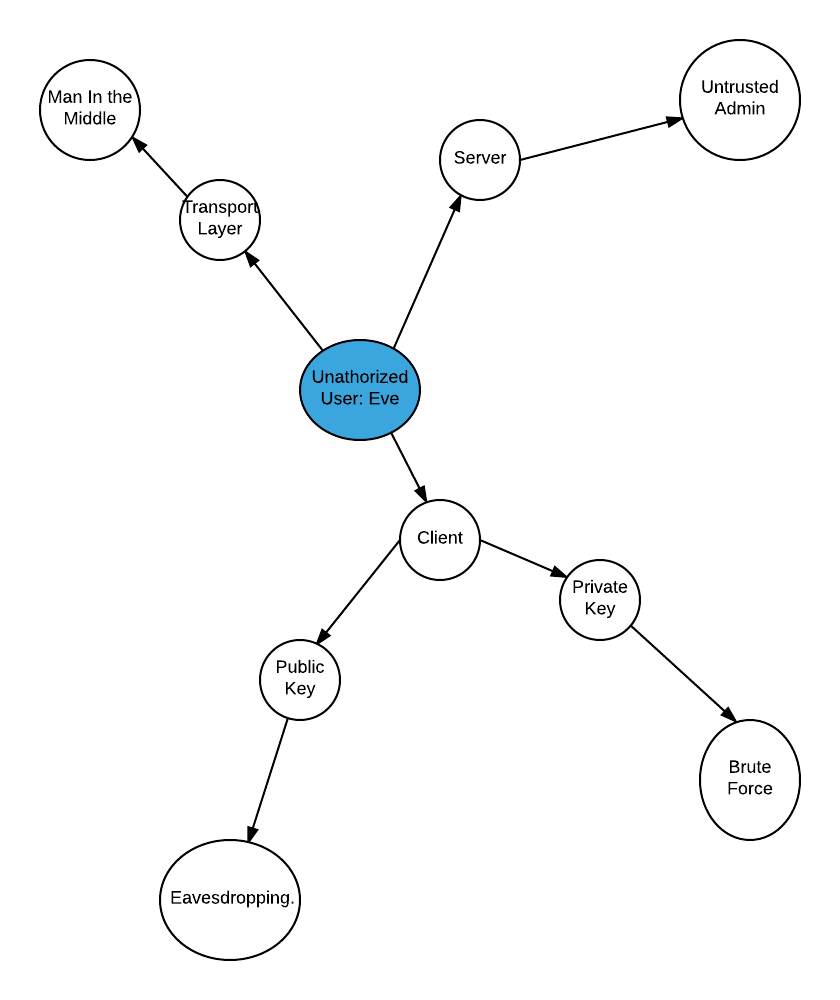 Man In the
Middle
Untrusted
Admin
Server
Transport
Layer
Unathorized
User: Eve
Client
Private
Key
Public
Key
Brute
Force
Eavesdropping.